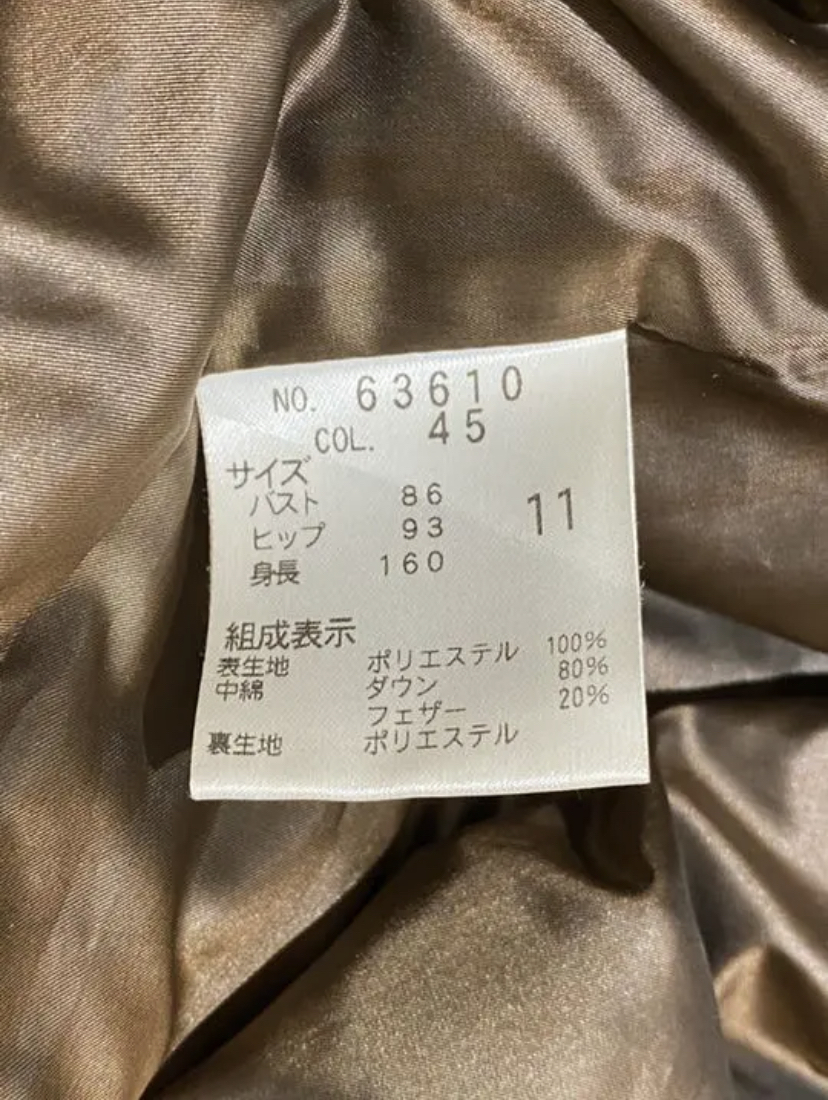 NO. 63610
COL. 45
サイズ
バスト 86
ヒップ 93 11
身長 160
組成表示
表生地 ポリエステル 100%
中綿 ダウン 80%
フェザー 20%
裏生地 ポリエステル